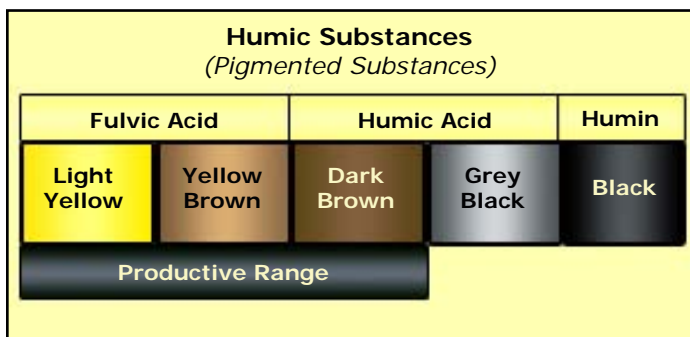 Humic Substances
(Pigmented Substances)
Fulvic Acid
Humic Acid
Humin
Light
Yellow
Yellow
Brown
Dark
Brown
Grey
Black
Black
Productive Range